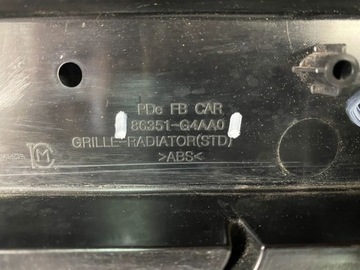 PDe FB CAR
86351-G4AA0
GRILLE-RADIATOR(STD)
>ABS<